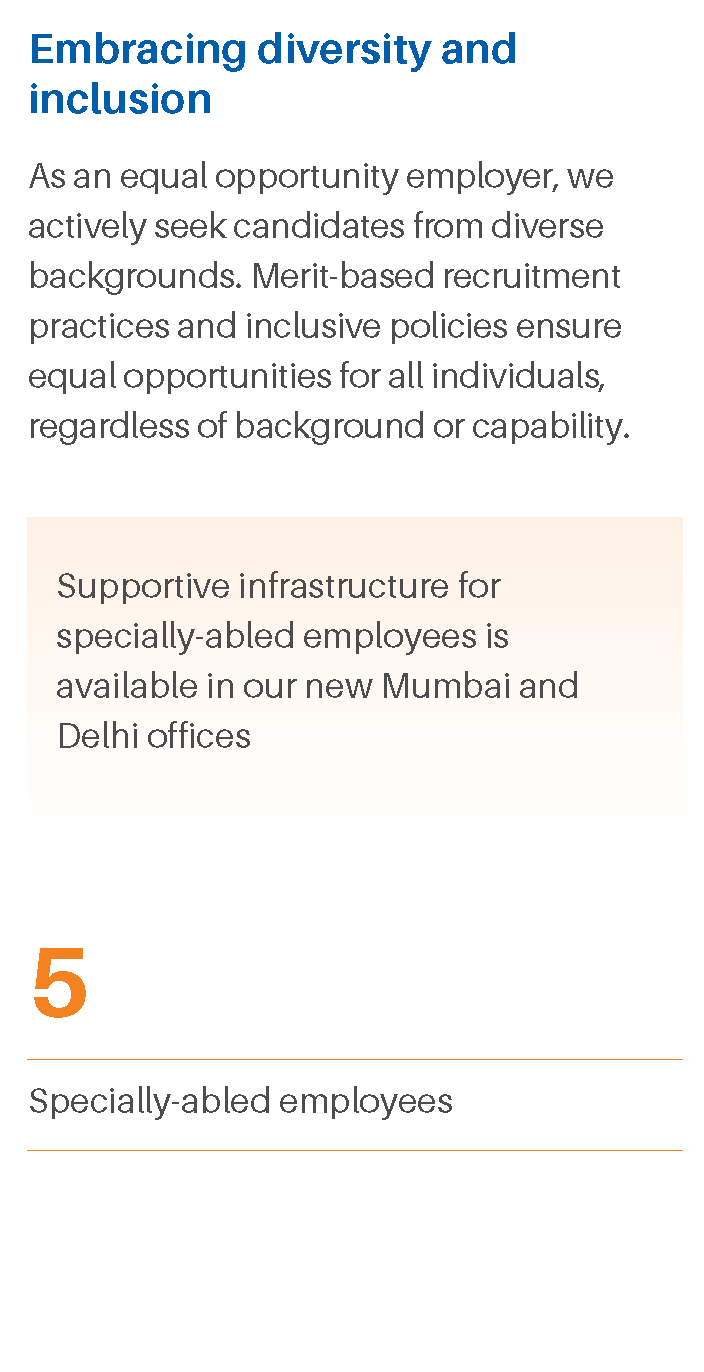 Embracing diversity and
inclusion
As an equal opportunity employer, we
actively seek candidates from diverse
backgrounds. Merit-based recruitment
practices and inclusive policies ensure
equal opportunities for all individuals,
regardless of background or capability.
Supportive infrastructure for
specially-abled employees is
available in our new Mumbai and
Delhi offices
5
Specially-abled employees